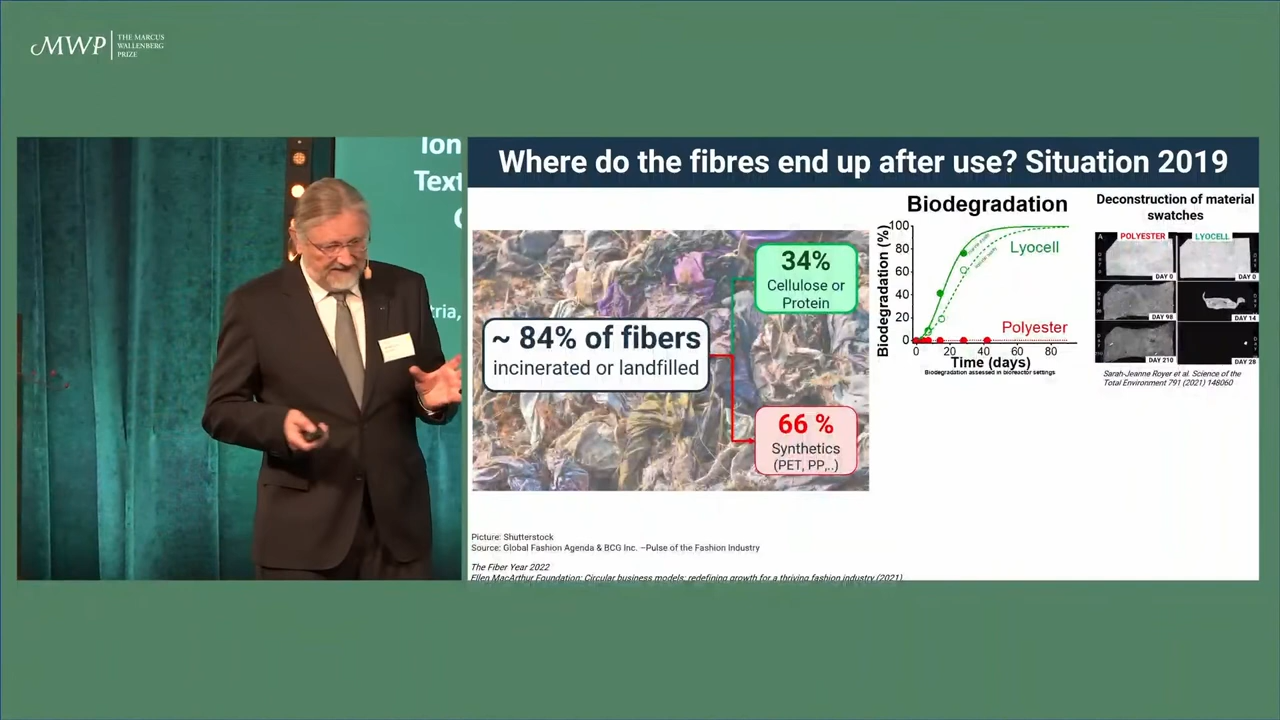 MWP
THE MARCUS
WALLENBERG
PRIZE
Ion
Text
tria,
Where do the fibres end up after use? Situation 2019
~ 84% of fibers
incinerated or landfilled
34%
Cellulose or
Protein
66 %
Synthetics
(PET, PP,..)
Biodegradation
Biodegradation (%)
100
80
60
40
20
0
Lyocell
Polyester
0 20 40 60 80
Time (days)
Biodegradation assessed in bioreactor settings
Deconstruction of material
swatches
A
POLYESTER
LYOCELL
DAY 0
DAY 0
DAY 98
DAY 14
DAY 210
DAY 28
Sarah-Jeanne Royer et al. Science of the
Total Environment 791 (2021) 148060
Picture: Shutterstock
Source: Global Fashion Agenda & BCG Inc. –Pulse of the Fashion Industry
The Fiber Year 2022
Ellen MacArthur Foundation: Circular business models: redefining growth for a thriving fashion industry (2021)